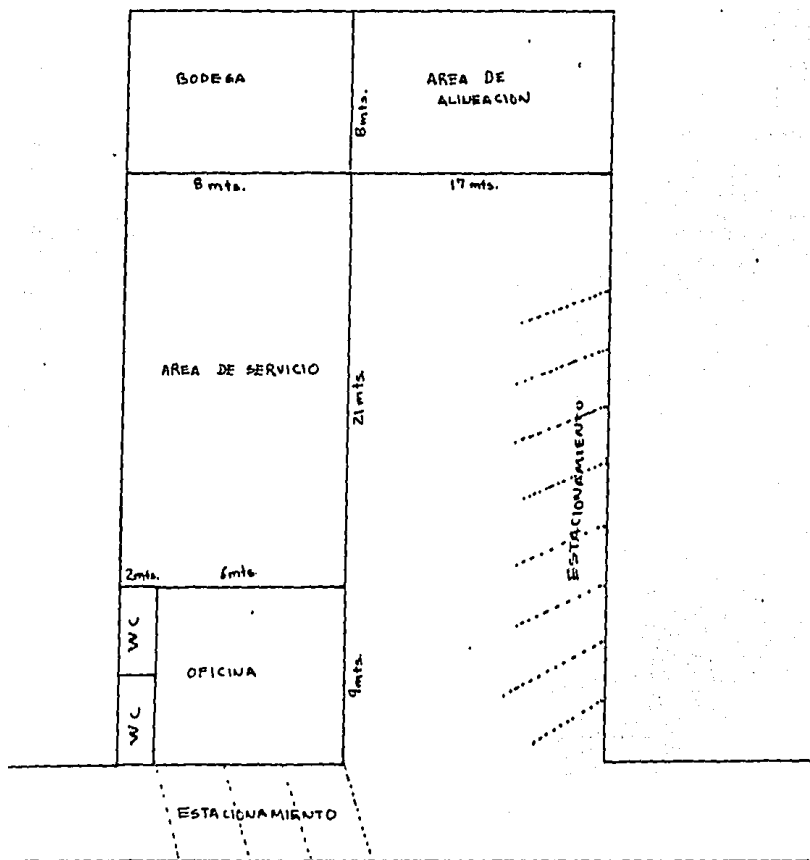 BODEGA
AREA DE
ALINEACION
8mts.
8 mts.
17 mts.
AREA DE SERVICIO
21 mts.
ESTACIONAMIENTO
2mts.
6mts
WC
OFICINA
9mts.
WC
ESTACIONAMIENTO